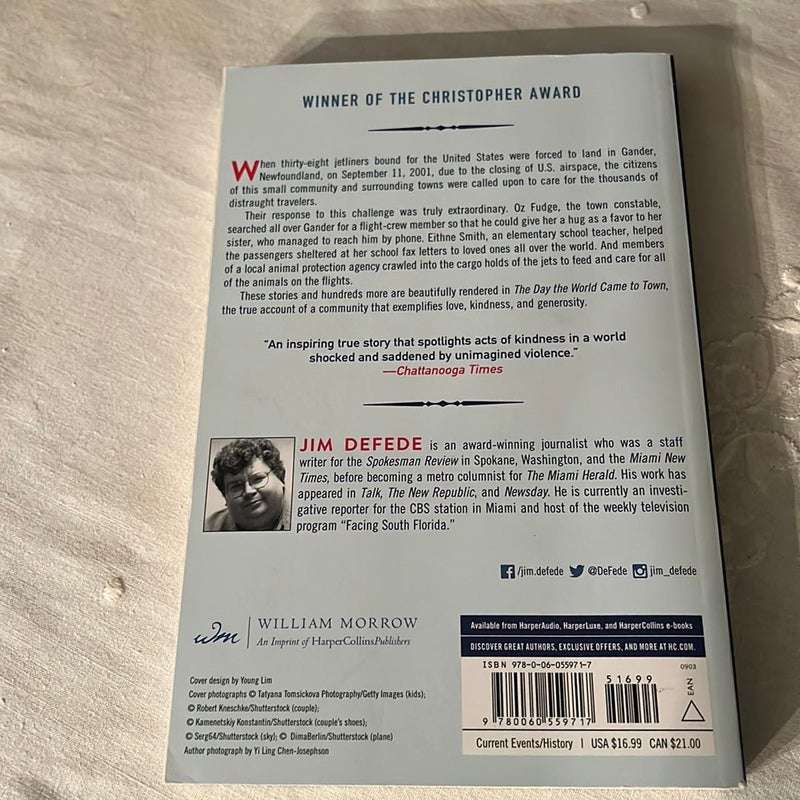 WINNER OF THE CHRISTOPHER AWARD
When thirty-eight jetliners bound for the United States were forced to land in Gander,
Newfoundland, on September 11, 2001, due to the closing of U.S. airspace, the citizens
of this small community and surrounding towns were called upon to care for the thousands of
distraught travelers.
Their response to this challenge was truly extraordinary. Oz Fudge, the town constable,
searched all over Gander for a flight-crew member so that he could give her a hug as a favor to her
sister, who managed to reach him by phone. Eithne Smith, an elementary school teacher, helped
the passengers sheltered at her school fax letters to loved ones all over the world. And members
of a local animal protection agency crawled into the cargo holds of the jets to feed and care for all
of the animals on the flights.
These stories and hundreds more are beautifully rendered in The Day the World Came to Town,
the true account of a community that exemplifies love, kindness, and generosity.
"An inspiring true story that spotlights acts of kindness in a world
shocked and saddened by unimagined violence."
—Chattanooga Times
JIM DEFEDE is an award-winning journalist who was a staff
writer for the Spokesman Review in Spokane, Washington, and the Miami New
Times, before becoming a metro columnist for The Miami Herald. His work has
appeared in Talk, The New Republic, and Newsday. He is currently an investi-
gative reporter for the CBS station in Miami and host of the weekly television
program "Facing South Florida."
/jim.defede @DeFede jim_defede
wm WILLIAM MORROW
An Imprint of HarperCollinsPublishers
Available from HarperAudio, HarperLuxe, and HarperCollins e-books
DISCOVER GREAT AUTHORS, EXCLUSIVE OFFERS, AND MORE AT HC.COM.
ISBN 978-0-06-055971-7
0903
51699
EAN
9 780060 559717
Current Events/History | USA $16.99 CAN $21.00
Cover design by Young Lim
Cover photographs © Tatyana Tomsickova Photography/Getty Images (kids);
© Robert Kneschke/Shutterstock (couple);
© Kamenetskiy Konstantin/Shutterstock (couple's shoes);
© Serg64/Shutterstock (sky); © DimaBerlin/Shutterstock (plane)
Author photograph by Yi Ling Chen-Josephson